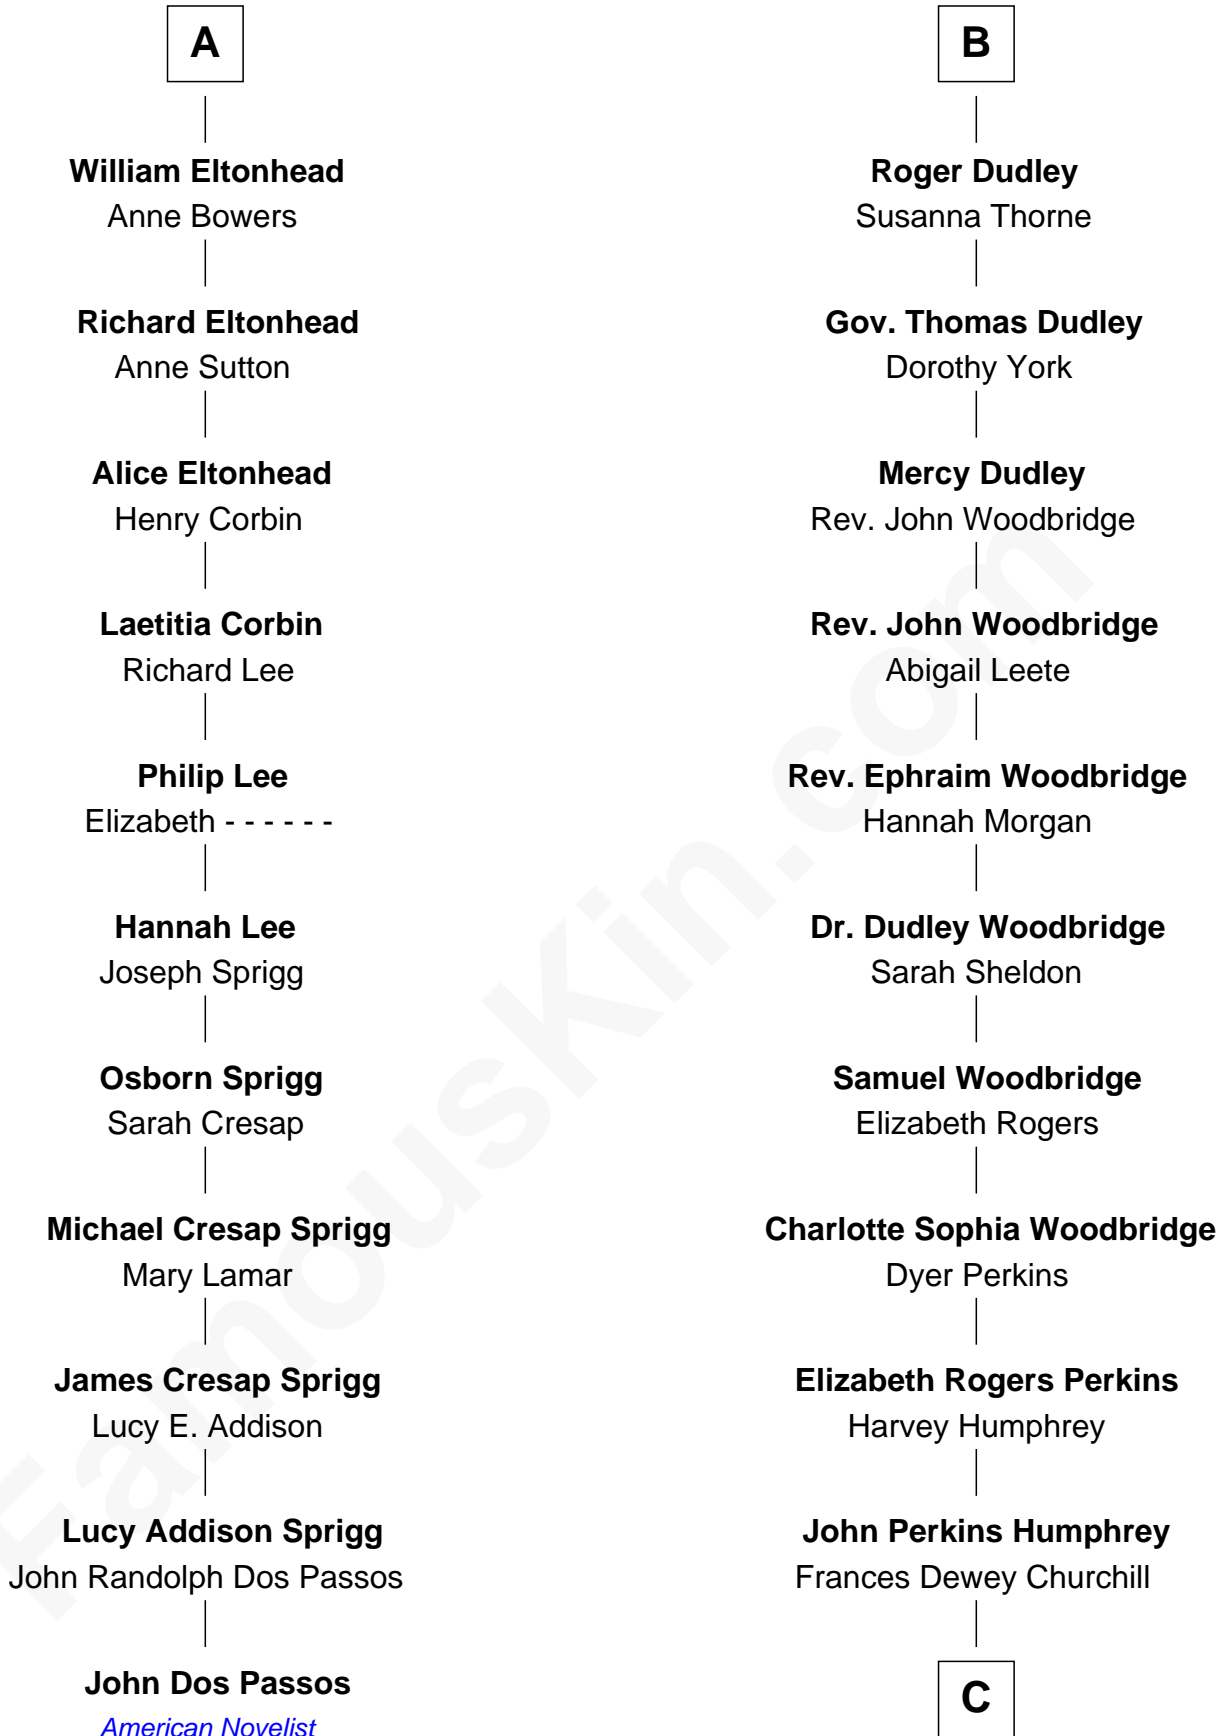 A
William Eltonhead
Anne Bowers
Richard Eltonhead
Anne Sutton
Alice Eltonhead
Henry Corbin
Laetitia Corbin
Richard Lee
Philip Lee
Elizabeth - - - - - -
Hannah Lee
Joseph Sprigg
Osborn Sprigg
Sarah Cresap
Michael Cresap Sprigg
Mary Lamar
James Cresap Sprigg
Lucy E. Addison
Lucy Addison Sprigg
John Randolph Dos Passos
John Dos Passos
American Novelist
B
Roger Dudley
Susanna Thorne
Gov. Thomas Dudley
Dorothy York
Mercy Dudley
Rev. John Woodbridge
Rev. John Woodbridge
Abigail Leete
Rev. Ephraim Woodbridge
Hannah Morgan
Dr. Dudley Woodbridge
Sarah Sheldon
Samuel Woodbridge
Elizabeth Rogers
Charlotte Sophia Woodbridge
Dyer Perkins
Elizabeth Rogers Perkins
Harvey Humphrey
John Perkins Humphrey
Frances Dewey Churchill
C
FamousKin.com